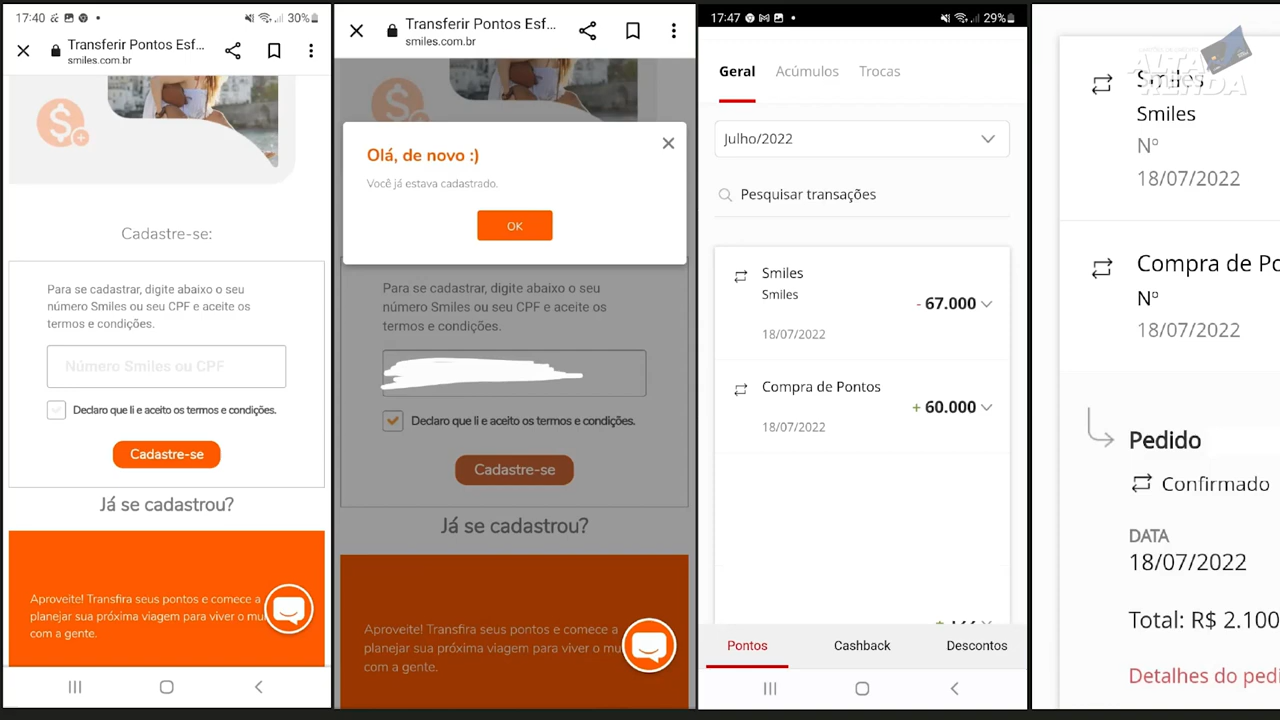 17:40
30%
Transferir Pontos Esf...
smiles.com.br
Cadastre-se:
Para se cadastrar, digite abaixo o seu
número Smiles ou seu CPF e aceite os
termos e condições.
Número Smiles ou CPF
Declaro que li e aceito os termos e condições.
Cadastre-se
Já se cadastrou?
Aproveite! Transfira seus pontos e comece a
planejar sua próxima viagem para viver o mu
com a gente.
Transferir Pontos Esf...
smiles.com.br
Olá, de novo :)
Você já estava cadastrado.
OK
Para se cadastrar, digite abaixo o seu
número Smiles ou seu CPF e aceite os
termos e condições.
Declaro que li e aceito os termos e condições.
Cadastre-se
Já se cadastrou?
Aproveite! Transfira seus pontos e comece a
planejar sua próxima viagem para viver o mu
com a gente.
17:47
29%
Geral Acúmulos Trocas
Julho/2022
Pesquisar transações
Smiles
Smiles
- 67.000
18/07/2022
Compra de Pontos
+ 60.000
18/07/2022
Pontos Cashback Descontos
ALTA
RENDA
Smiles
Smiles
Nº
18/07/2022
Compra de Po
Nº
18/07/2022
Pedido
Confirmado
DATA
18/07/2022
Total: R$ 2.100
Detalhes do pedi